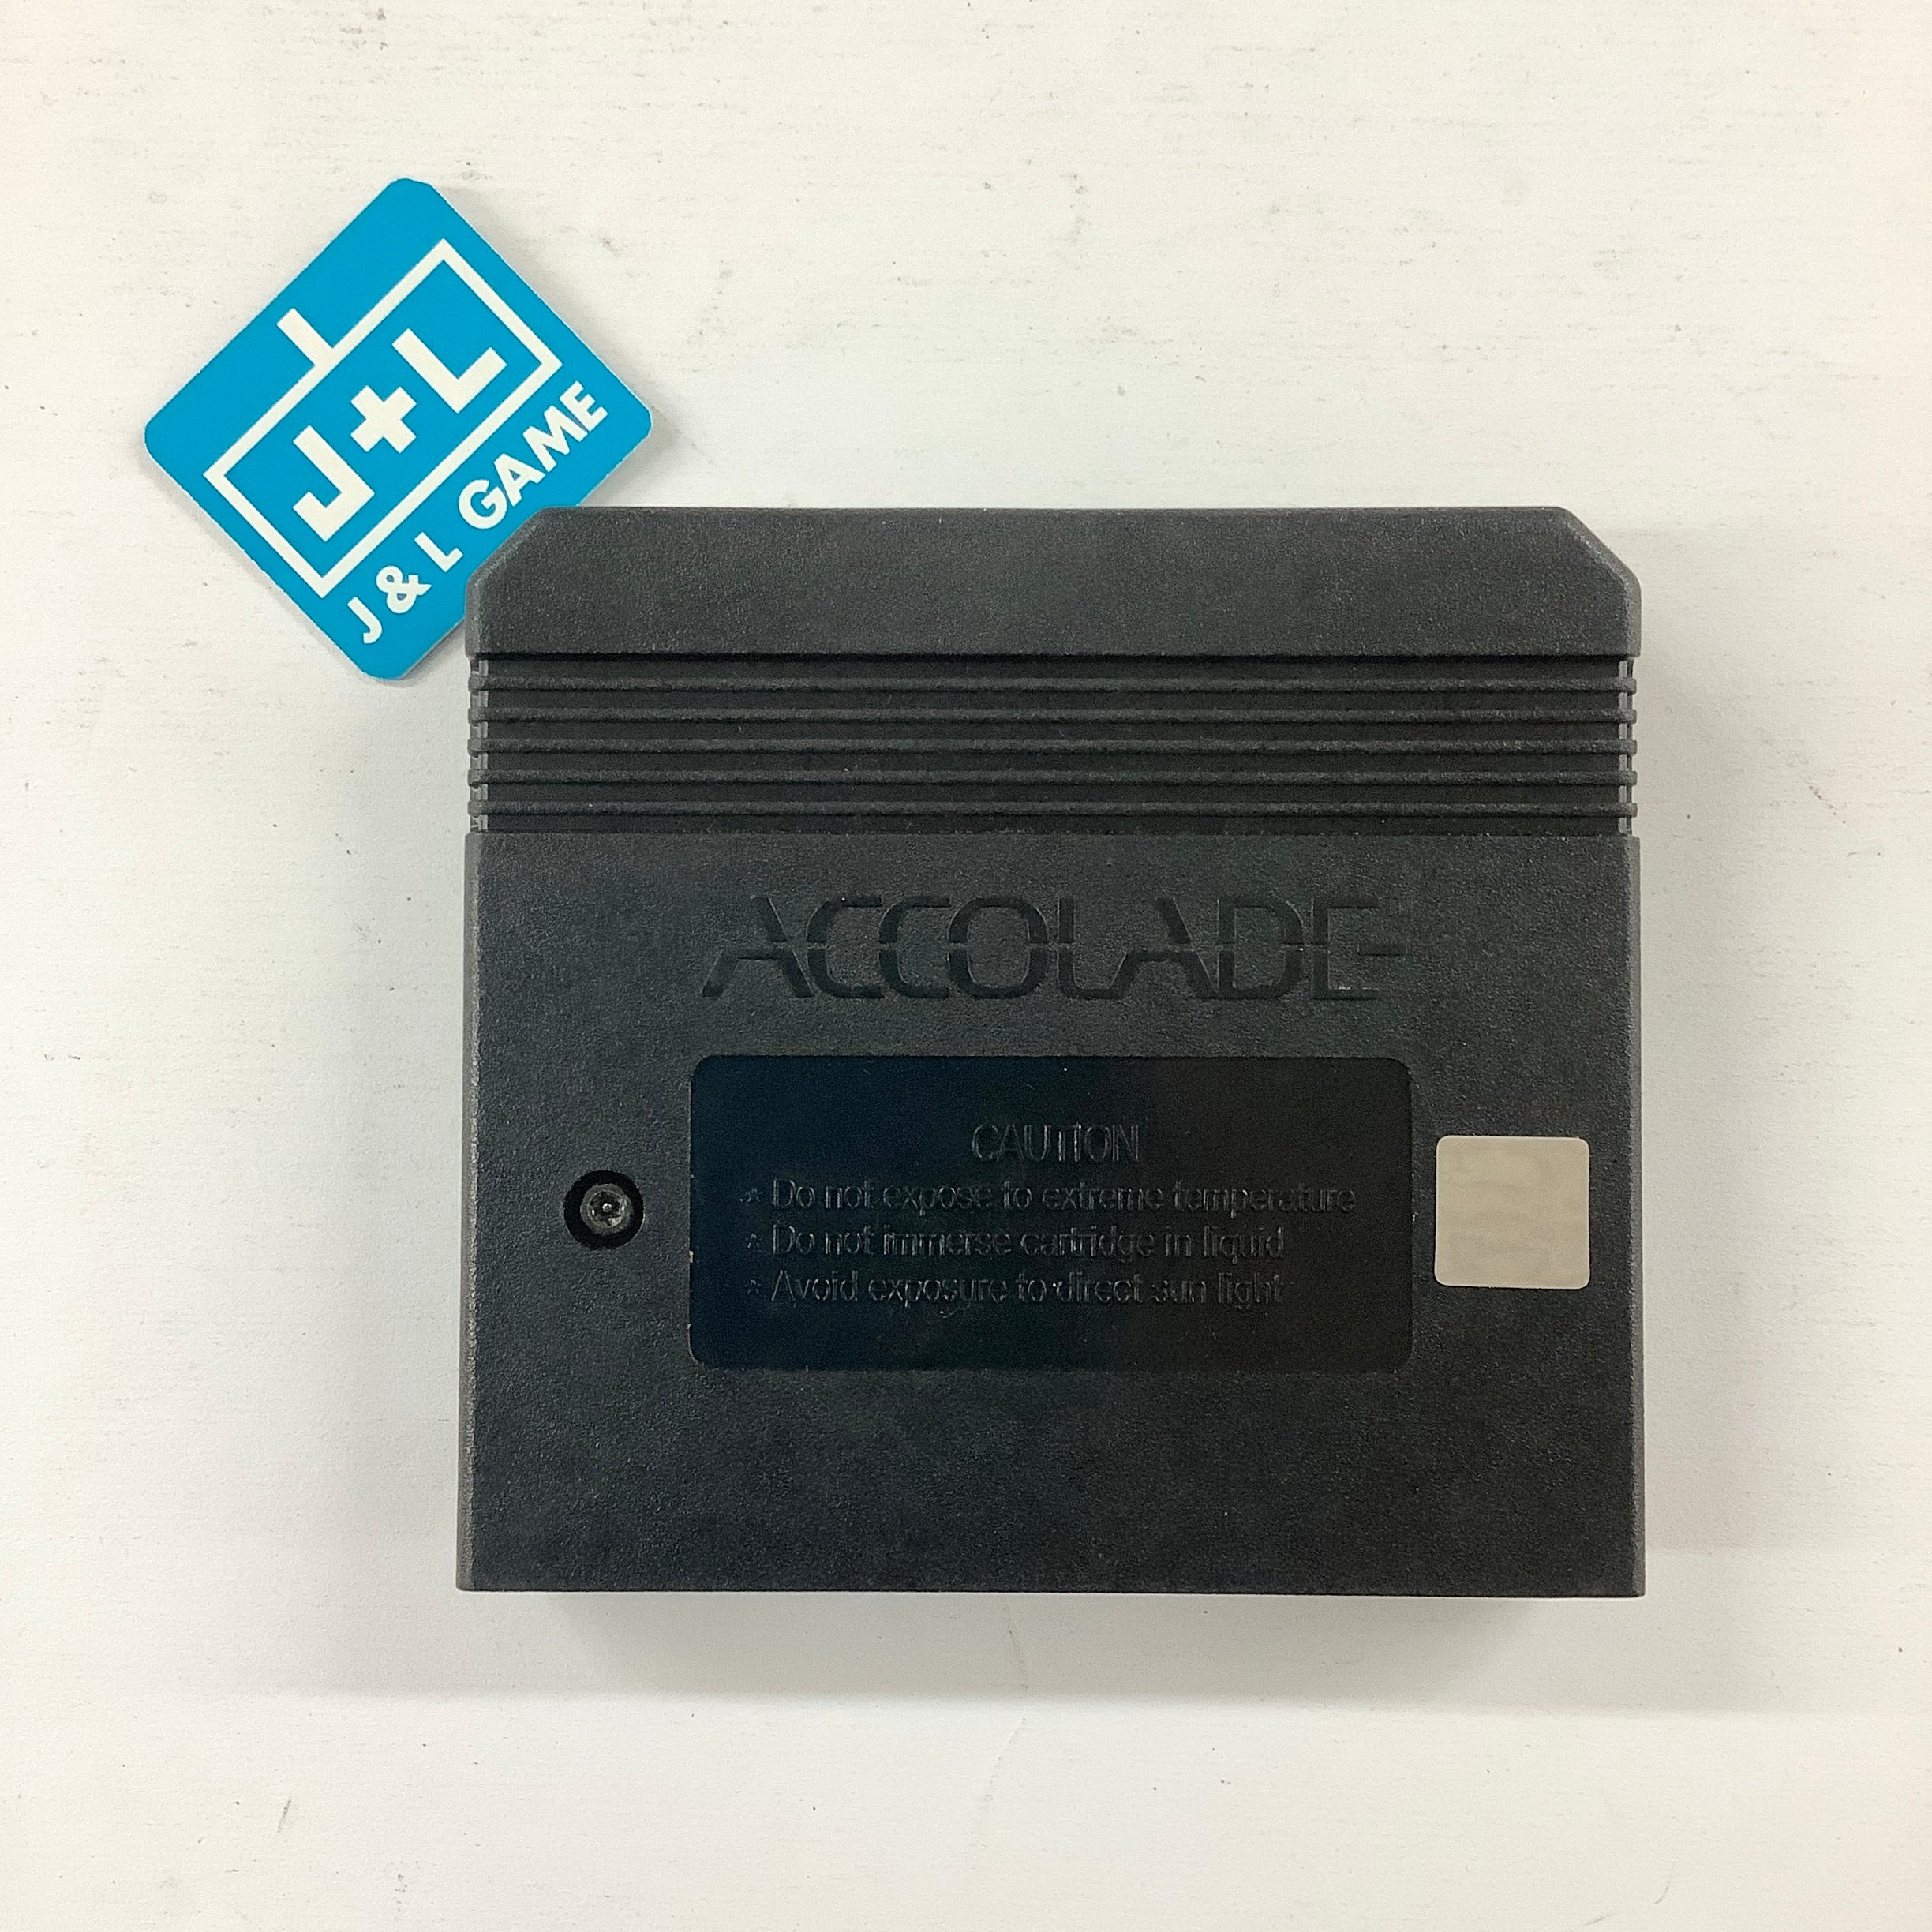 J+L
J & L GAME
ACCOLADE
CAUTION
* Do not expose to extreme temperature
* Do not immerse cartridge in liquid
* Avoid exposure to direct sun light